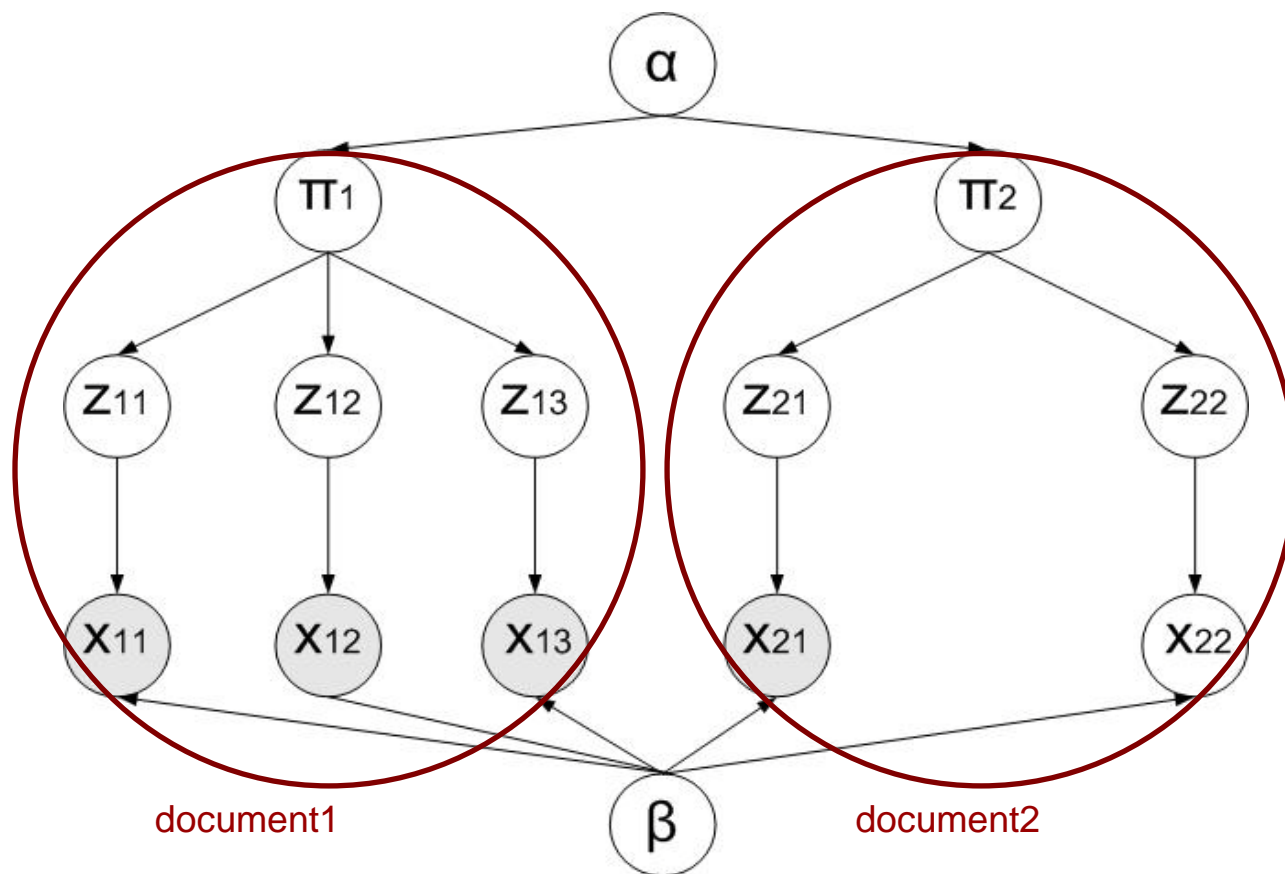 α
π1 π2
z11 z12 z13 z21 z22
x11 x12 x13 x21 x22
document1 β document2